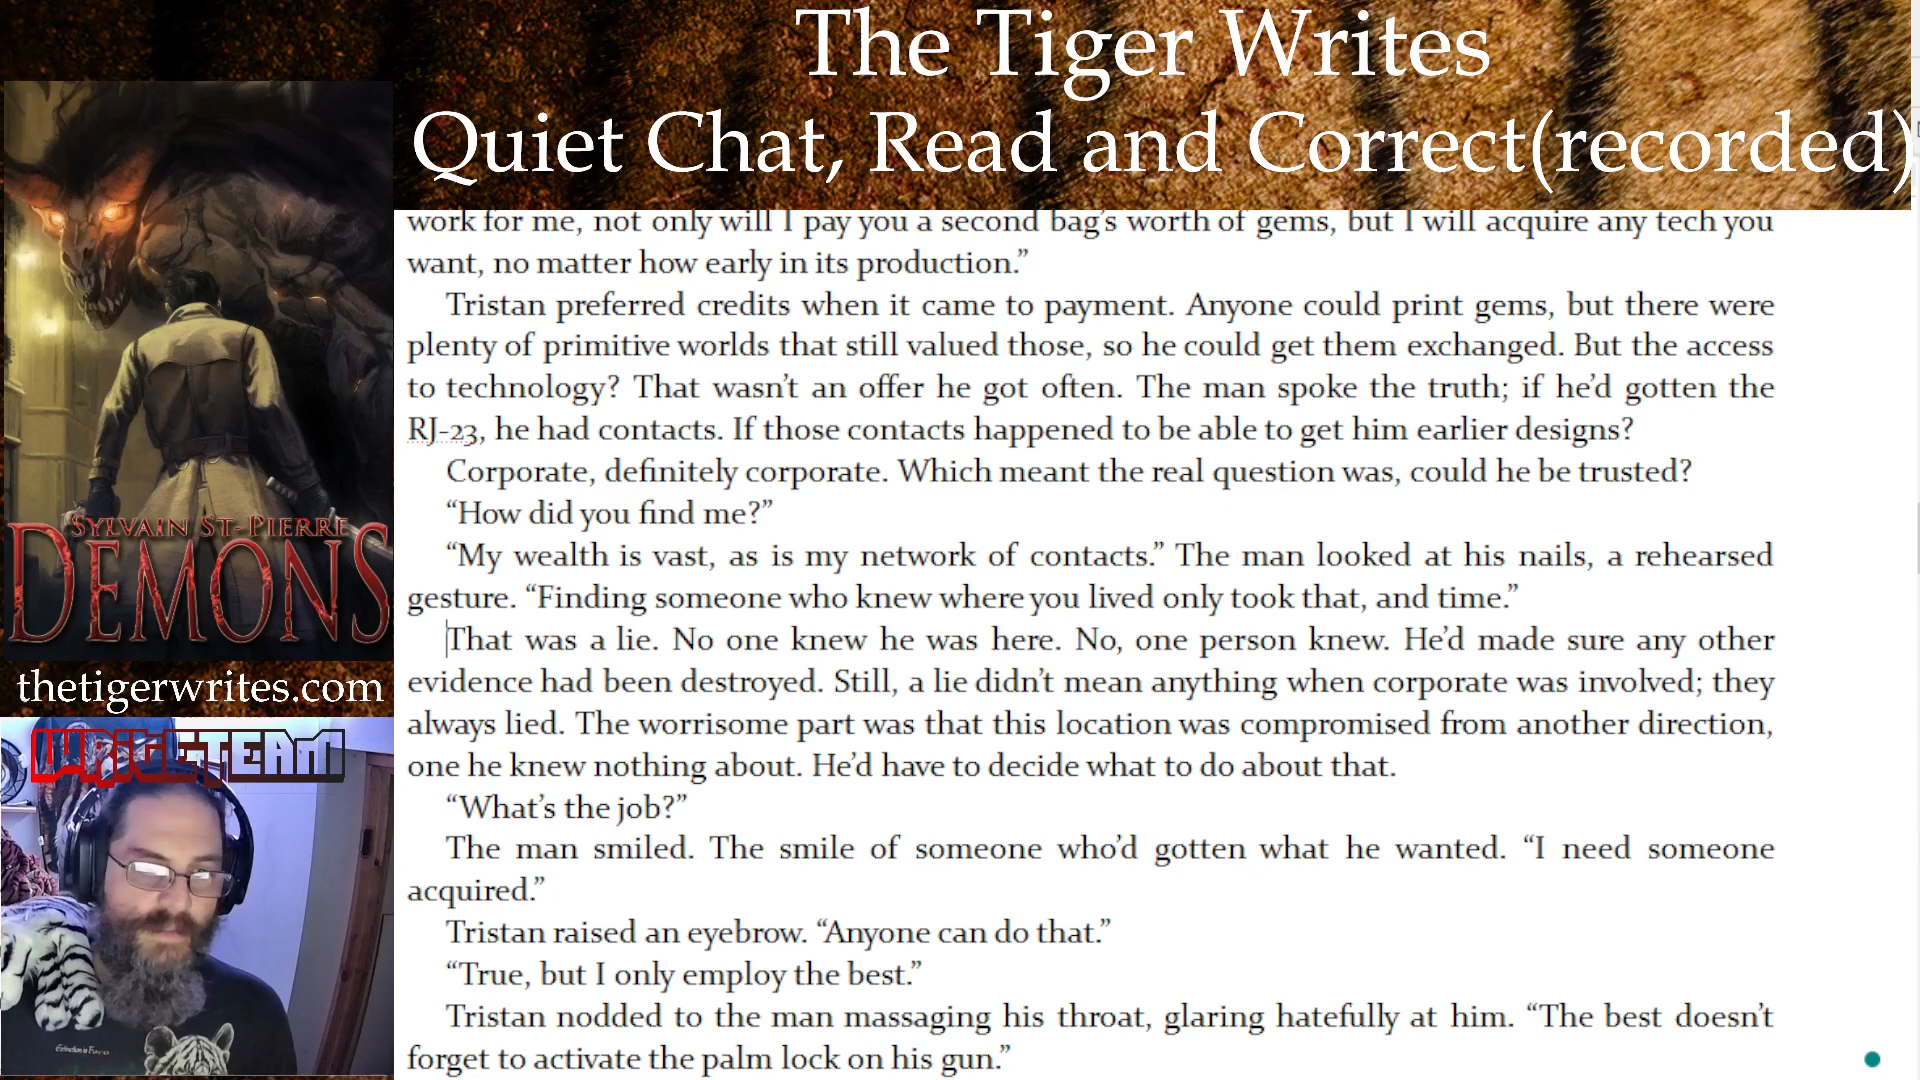 The Tiger Writes
Quiet Chat, Read and Correct(recorded)
work for me, not only will I pay you a second bag’s worth of gems, but I will acquire any tech you
want, no matter how early in its production.”
Tristan preferred credits when it came to payment. Anyone could print gems, but there were
plenty of primitive worlds that still valued those, so he could get them exchanged. But the access
to technology? That wasn’t an offer he got often. The man spoke the truth; if he’d gotten the
RJ-23, he had contacts. If those contacts happened to be able to get him earlier designs?
Corporate, definitely corporate. Which meant the real question was, could he be trusted?
“How did you find me?”
“My wealth is vast, as is my network of contacts.” The man looked at his nails, a rehearsed
gesture. “Finding someone who knew where you lived only took that, and time.”
That was a lie. No one knew he was here. No, one person knew. He’d made sure any other
evidence had been destroyed. Still, a lie didn’t mean anything when corporate was involved; they
always lied. The worrisome part was that this location was compromised from another direction,
one he knew nothing about. He’d have to decide what to do about that.
“What’s the job?”
The man smiled. The smile of someone who’d gotten what he wanted. “I need someone
acquired.”
Tristan raised an eyebrow. “Anyone can do that.”
“True, but I only employ the best.”
Tristan nodded to the man massaging his throat, glaring hatefully at him. “The best doesn’t
forget to activate the palm lock on his gun.”
SYLVAIN ST-PIERRE
DEMONS
thetigerwrites.com
WRITETEAM
Extinction is Forever